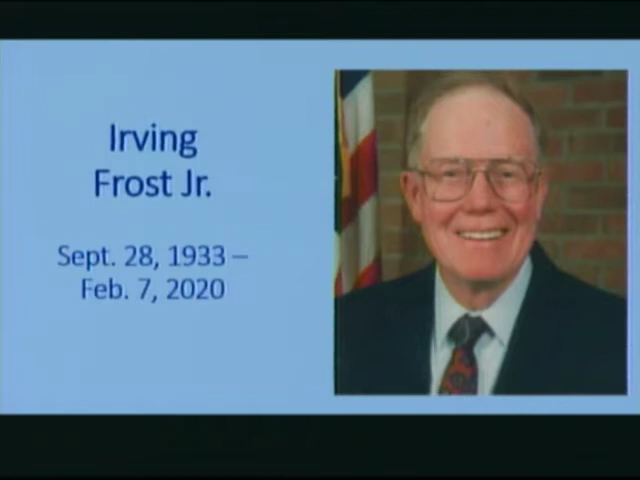 Irving
Frost Jr.
Sept. 28, 1933 –
Feb. 7, 2020